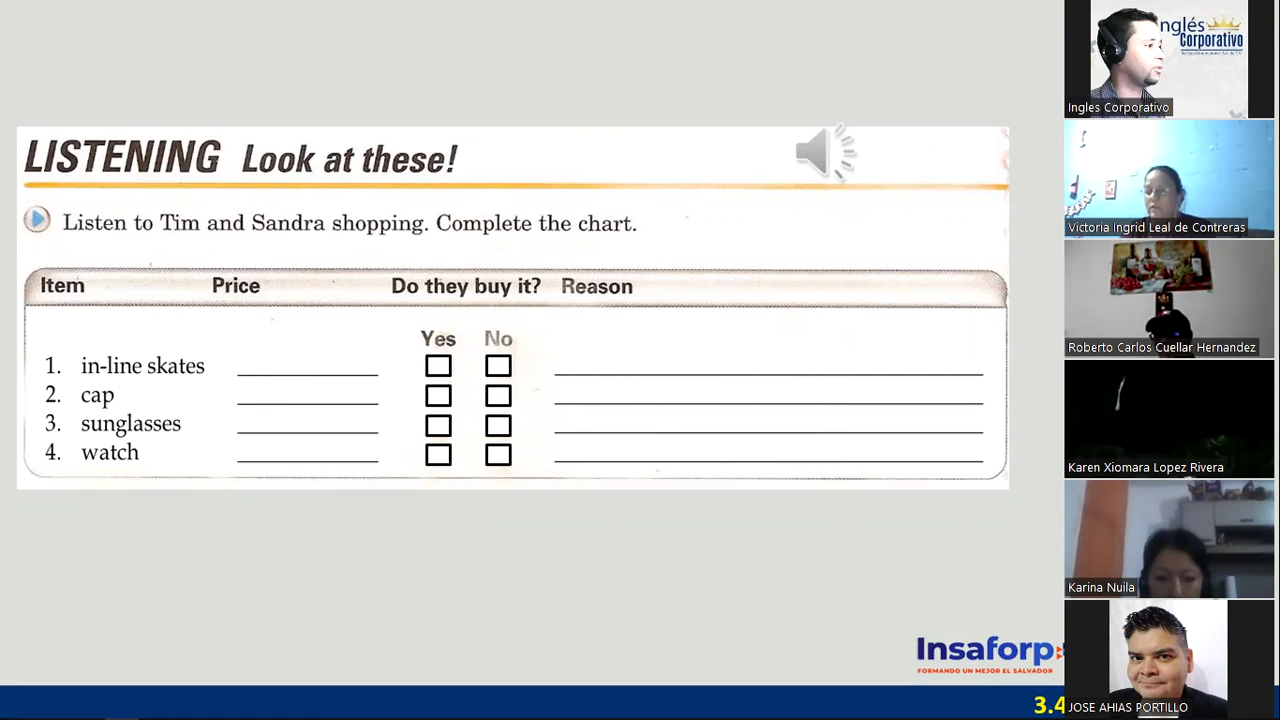 LISTENING Look at these!
Listen to Tim and Sandra shopping. Complete the chart.
Item Price Do they buy it? Reason
Yes No
1. in-line skates
2. cap
3. sunglasses
4. watch
Insaforp
FORMANDO UN MEJOR EL SALVADOR
3.4
Inglés
Corporativo
Ingles Corporativo
Victoria Ingrid Leal de Contreras
Roberto Carlos Cuellar Hernandez
Karen Xiomara Lopez Rivera
Karina Nuila
JOSE AHIAS PORTILLO